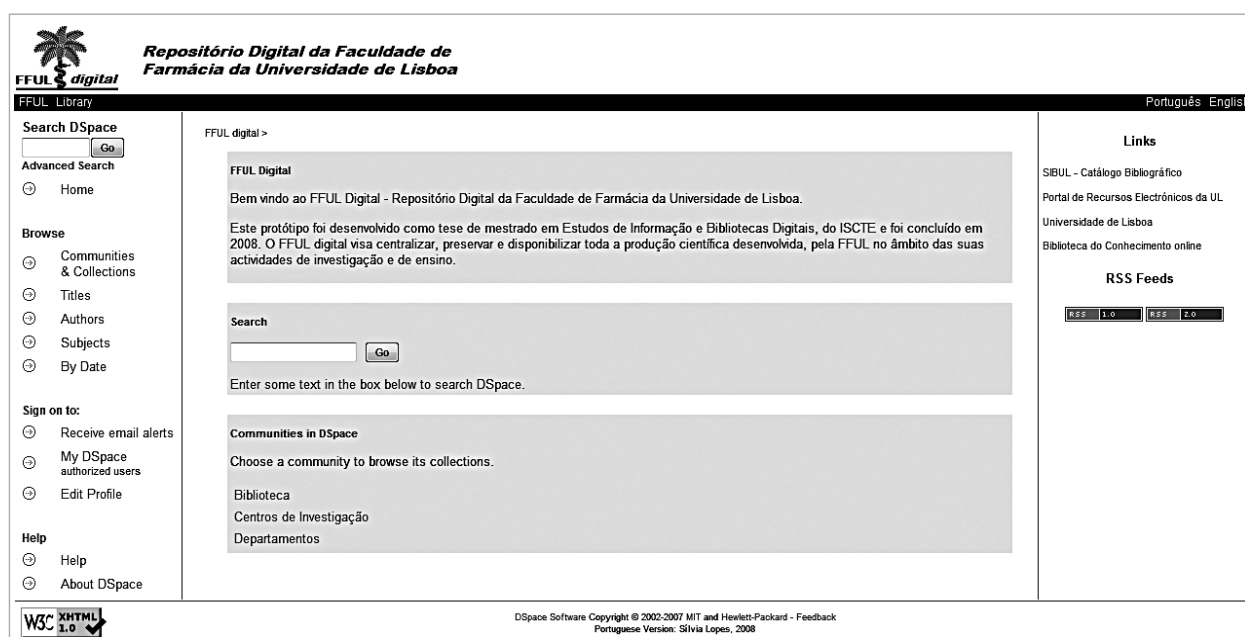 FFUL digital
Repositório Digital da Faculdade de
Farmácia da Universidade de Lisboa
FFUL Library
Português English
Search DSpace
Go
Advanced Search
Home
Browse
Communities
& Collections
Titles
Authors
Subjects
By Date
Sign on to:
Receive email alerts
My DSpace
authorized users
Edit Profile
Help
Help
About DSpace
FFUL digital >
FFUL Digital
Bem vindo ao FFUL Digital - Repositório Digital da Faculdade de Farmácia da Universidade de Lisboa.
Este protótipo foi desenvolvido como tese de mestrado em Estudos de Informação e Bibliotecas Digitais, do ISCTE e foi concluído em
2008. O FFUL digital visa centralizar, preservar e disponibilizar toda a produção científica desenvolvida, pela FFUL no âmbito das suas
actividades de investigação e de ensino.
Search
Go
Enter some text in the box below to search DSpace.
Communities in DSpace
Choose a community to browse its collections.
Biblioteca
Centros de Investigação
Departamentos
Links
SIBUL - Catálogo Bibliográfico
Portal de Recursos Electrónicos da UL
Universidade de Lisboa
Biblioteca do Conhecimento online
RSS Feeds
RSS 1.0 RSS 2.0
W3C XHTML 1.0
DSpace Software Copyright © 2002-2007 MIT and Hewlett-Packard - Feedback
Portuguese Version: Sílvia Lopes, 2008